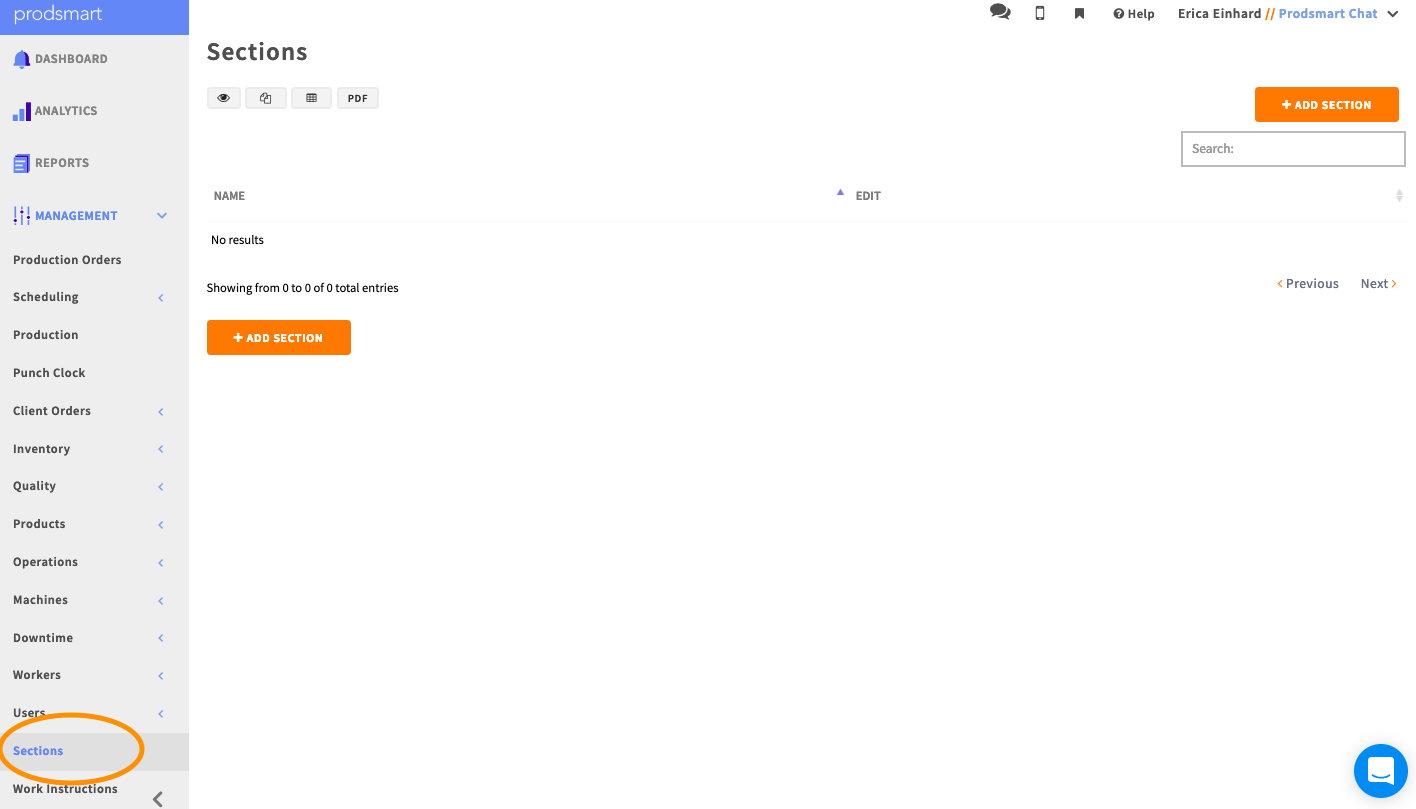 prodsmart
Help
Erica Einhard // Prodsmart Chat
DASHBOARD
ANALYTICS
REPORTS
MANAGEMENT
Production Orders
Scheduling
Production
Punch Clock
Client Orders
Inventory
Quality
Products
Operations
Machines
Downtime
Workers
Users
Sections
Work Instructions
Sections
PDF
+ ADD SECTION
Search:
NAME
EDIT
No results
Showing from 0 to 0 of 0 total entries
Previous
Next
+ ADD SECTION